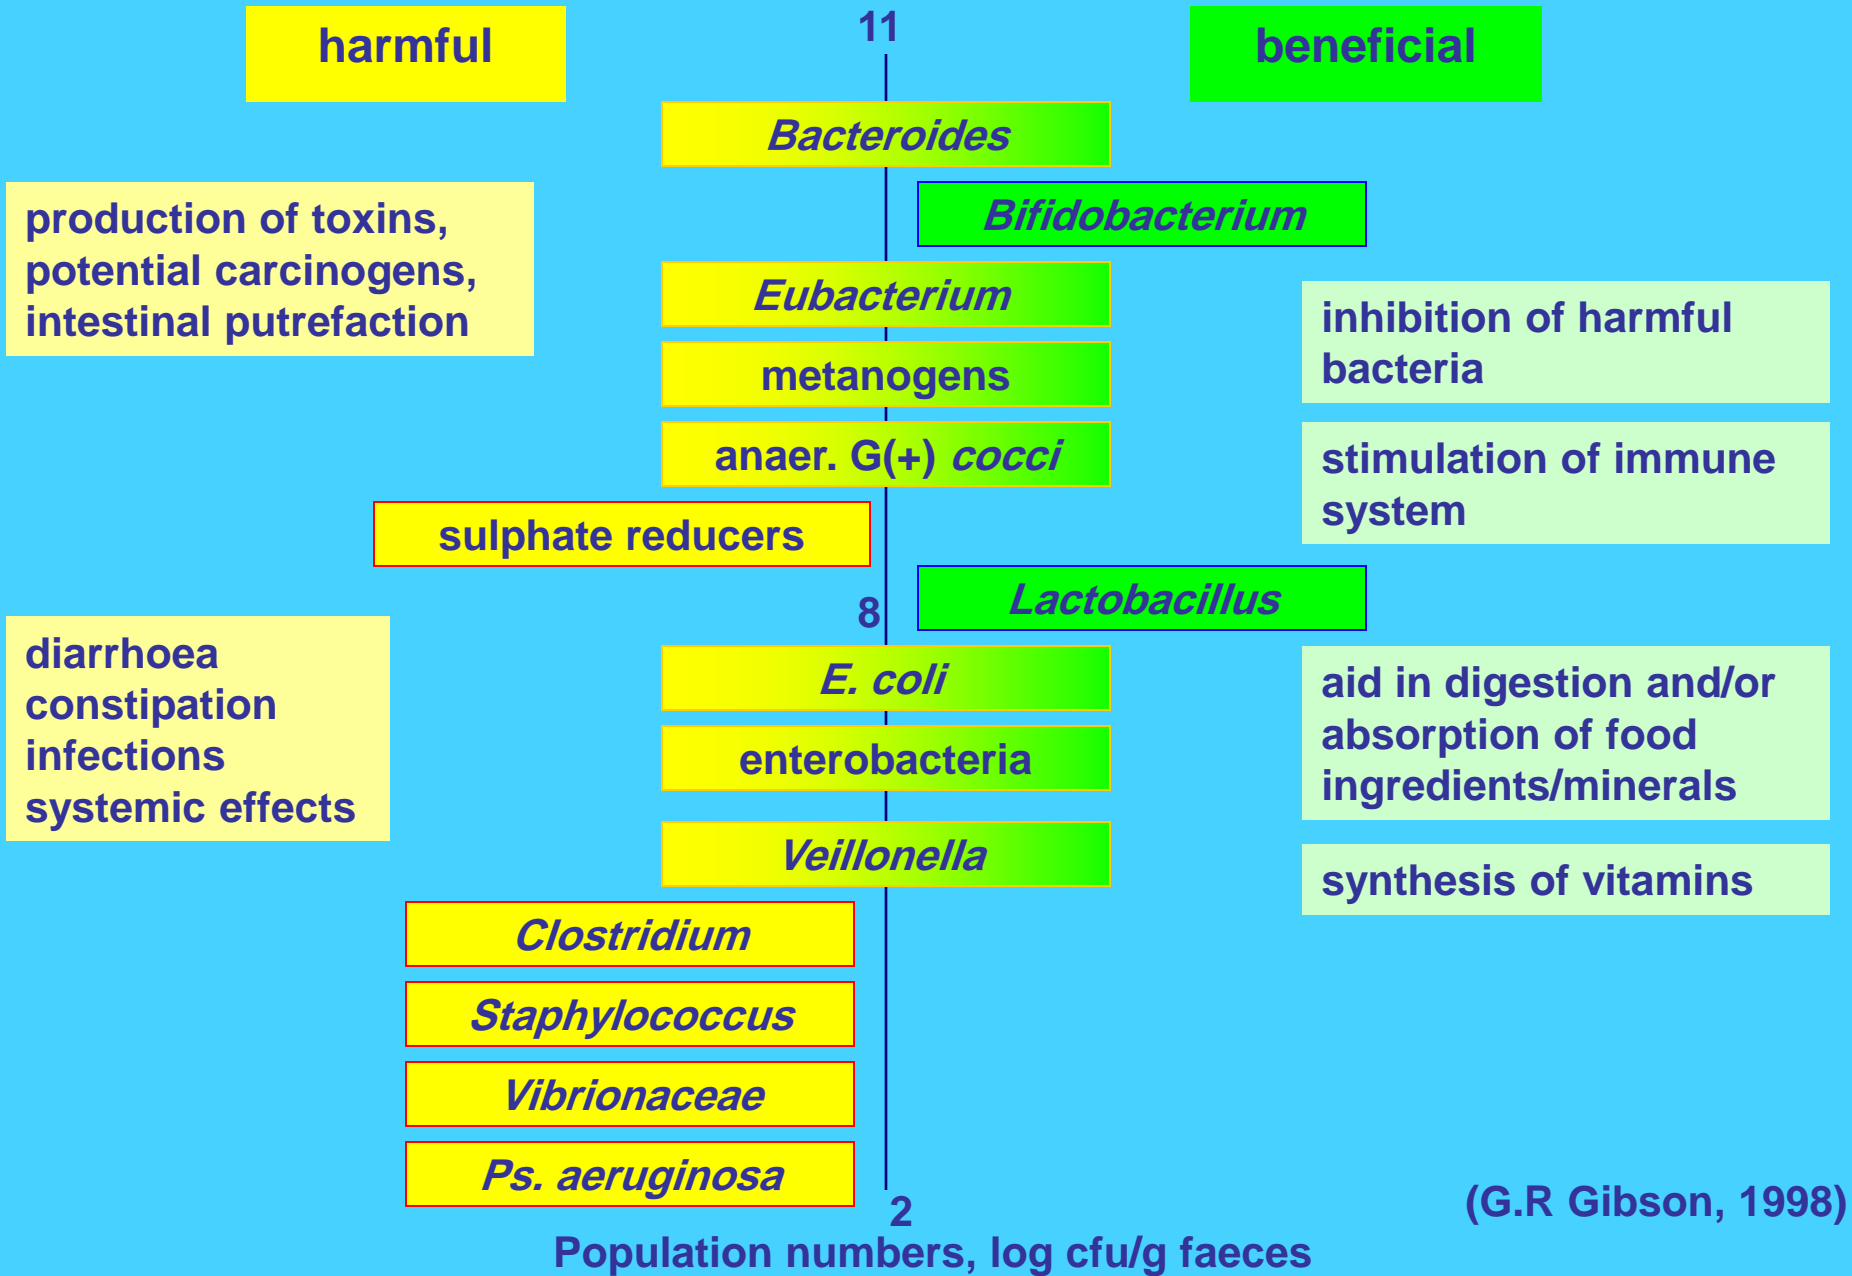 harmful
11
beneficial
Bacteroides
production of toxins,
potential carcinogens,
intestinal putrefaction
Bifidobacterium
Eubacterium
metanogens
anaer. G(+) cocci
sulphate reducers
inhibition of harmful
bacteria
stimulation of immune
system
8
Lactobacillus
diarrhoea
constipation
infections
systemic effects
E. coli
enterobacteria
Veillonella
aid in digestion and/or
absorption of food
ingredients/minerals
synthesis of vitamins
Clostridium
Staphylococcus
Vibrionaceae
Ps. aeruginosa
2
(G.R Gibson, 1998)
Population numbers, log cfu/g faeces